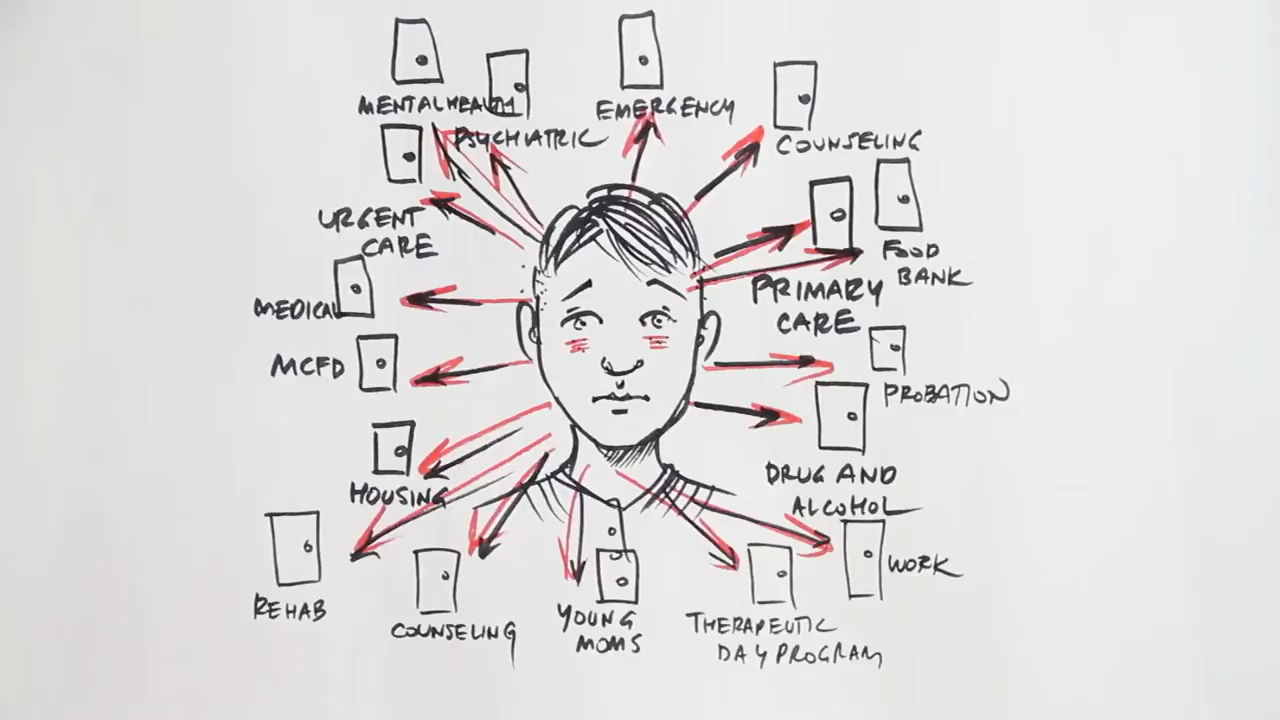 MENTAL HEALTH
PSYCHIATRIC
EMERGENCY
COUNSELING
URGENT
CARE
FOOD
BANK
PRIMARY
CARE
MEDICAL
MCFD
PROBATION
HOUSING
DRUG AND
ALCOHOL
WORK
REHAB
COUNSELING
YOUNG
MOMS
THERAPEUTIC
DAY PROGRAM